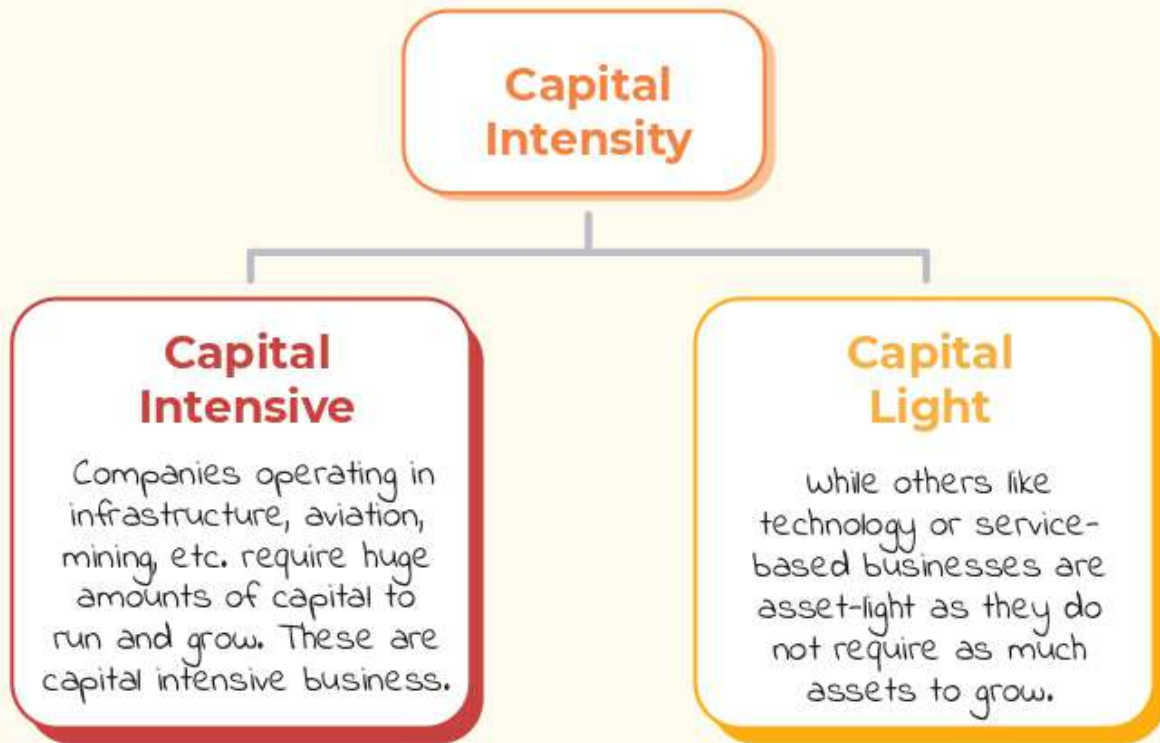 Capital
Intensity
Capital
Intensive
Companies operating in
infrastructure, aviation,
mining, etc. require huge
amounts of capital to
run and grow. These are
capital intensive business.
Capital
Light
While others like
technology or service-
based businesses are
asset-light as they do
not require as much
assets to grow.